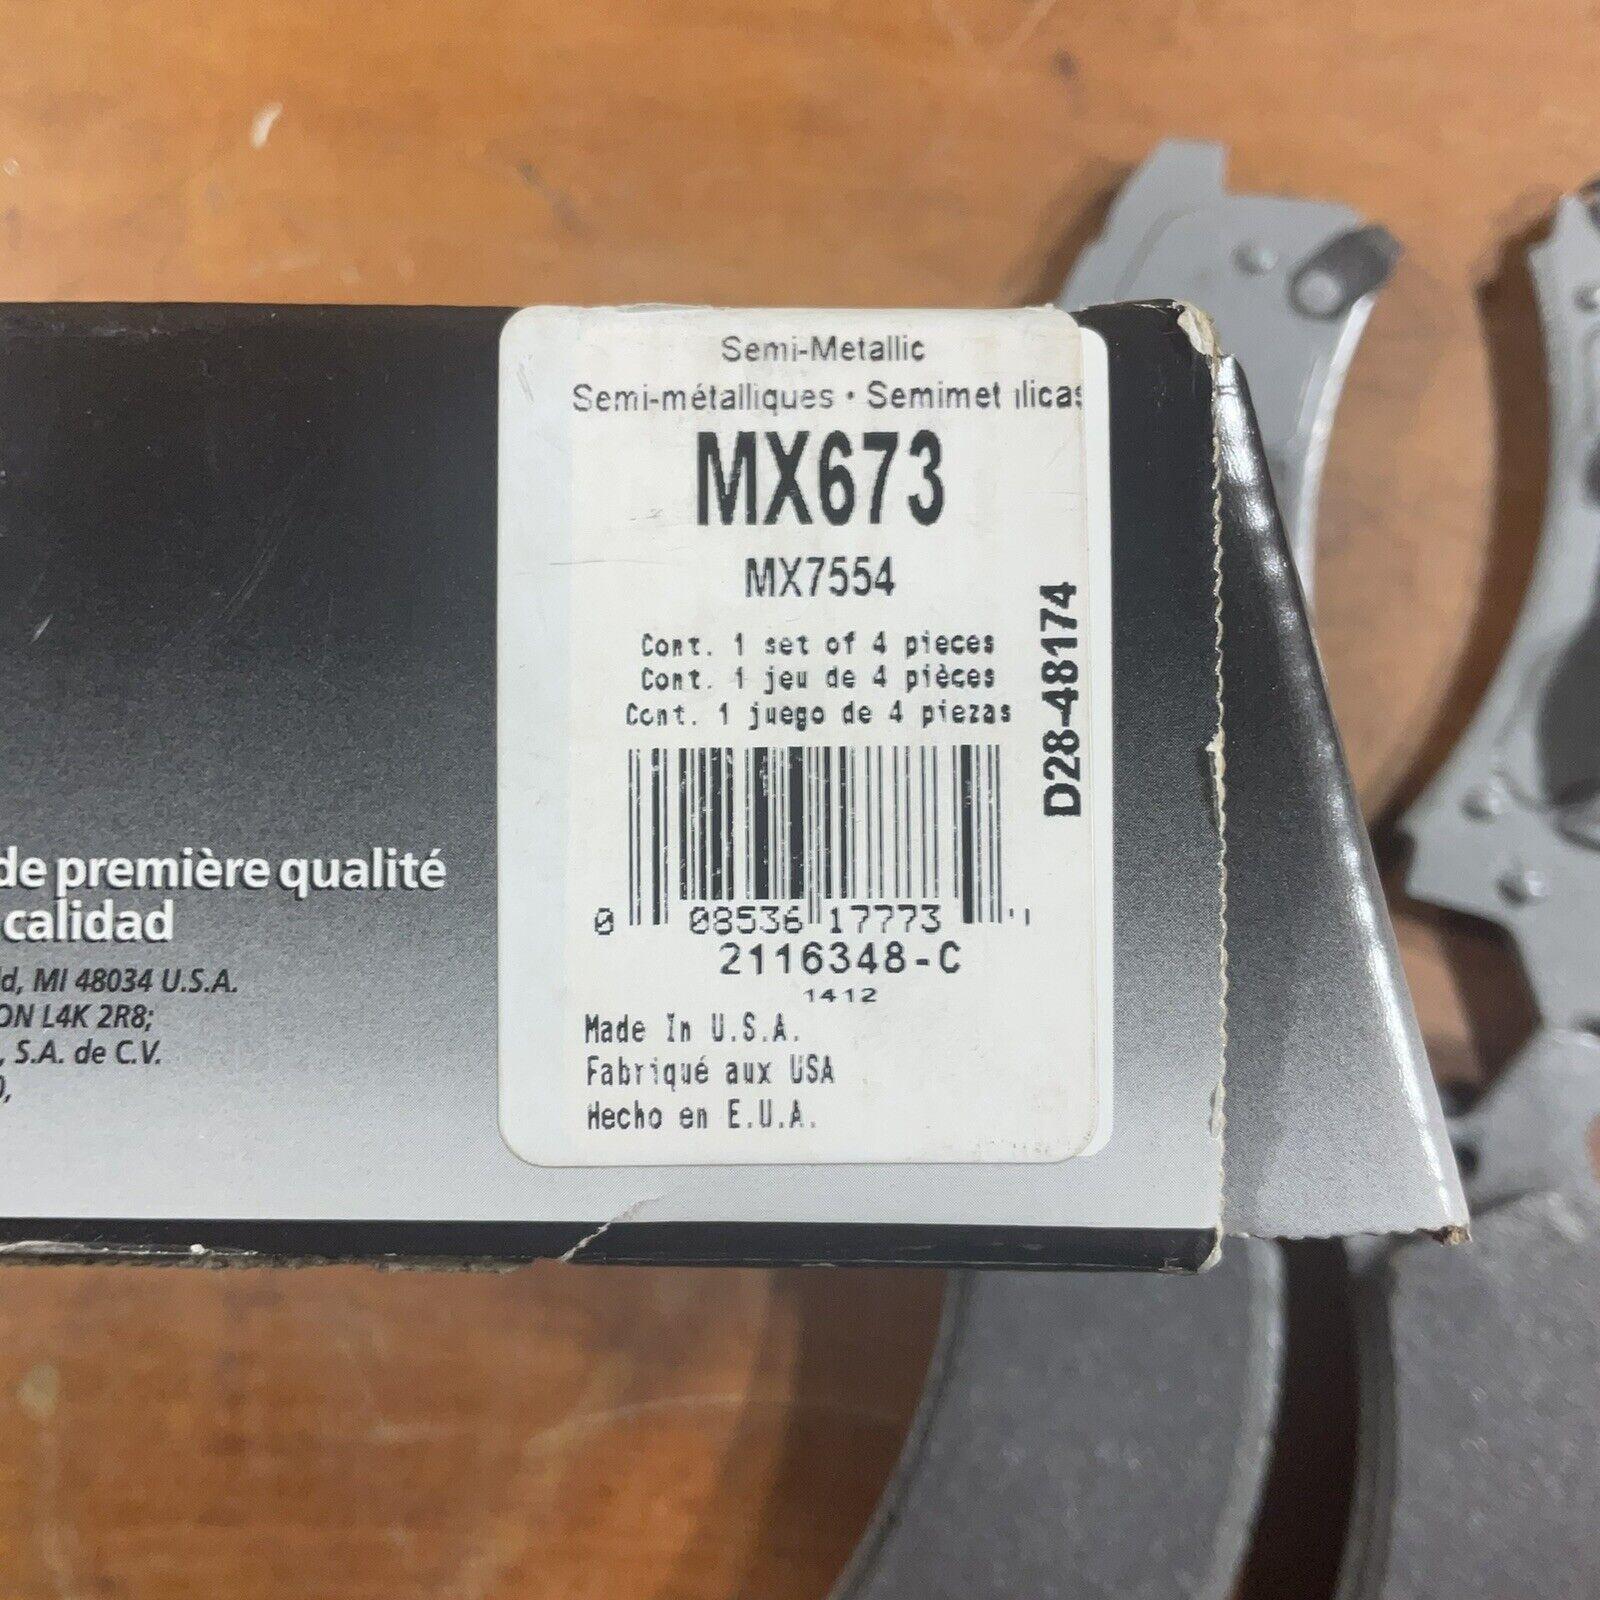 Semi-Metallic
Semi-métalliques • Semimet licas
MX673
MX7554
Cont. 1 set of 4 pieces
Cont. 1 jeu de 4 pièces
Cont. 1 juego de 4 piezas
D28-48174
0 08536 17773
2116348-C
1412
Made In U.S.A.
Fabriqué aux USA
Hecho en E.U.A.
de première qualité
calidad
d, MI 48034 U.S.A.
ON L4K 2R8;
, S.A. de C.V.